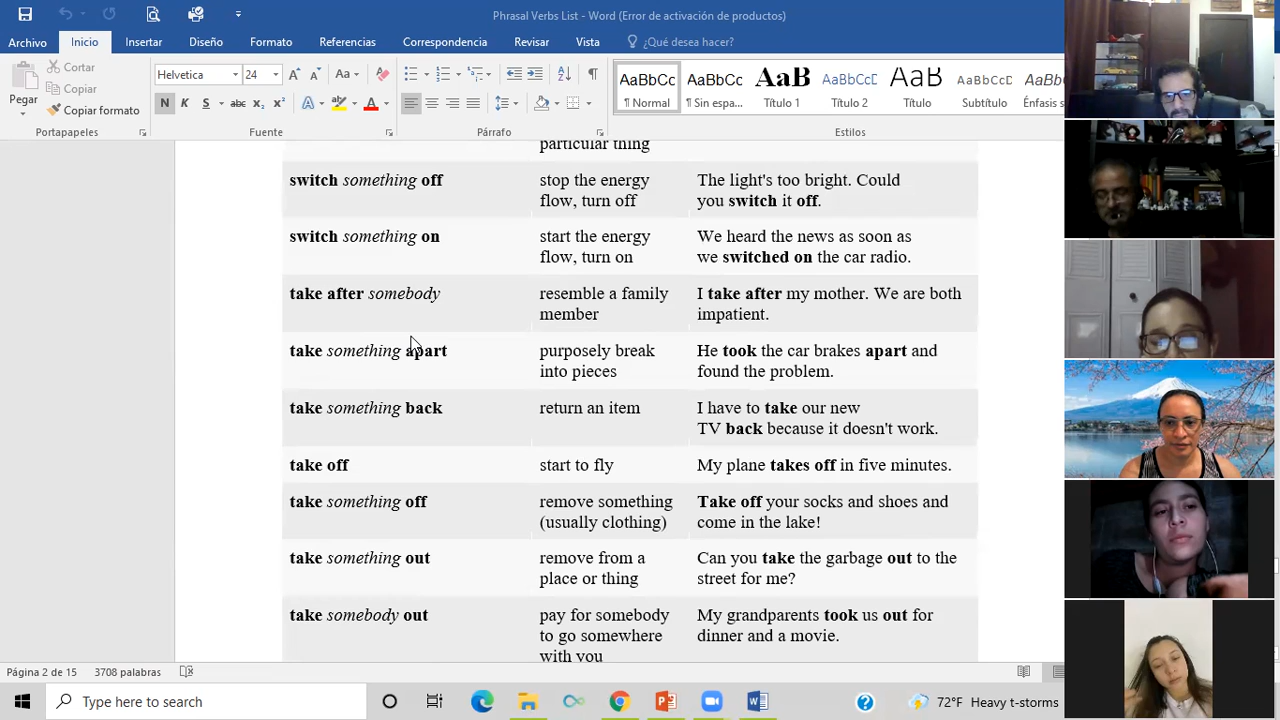 Phrasal Verbs List - Word (Error de activación de productos)
Archivo Inicio Insertar Diseño Formato Referencias Correspondencia Revisar Vista ¿Qué desea hacer?
Pegar
Cortar
Copiar
Copiar formato
Portapapeles
Helvetica 24
N K S abc x₂ x²
Fuente
Párrafo
AaBbCc AaBbCc AaB AaBbCcD AaB AaBbCcD AaBbC
¶ Normal ¶ Sin espa... Título 1 Título 2 Título Subtítulo Énfasis s
Estilos
particular thing
switch something off
stop the energy
flow, turn off
The light's too bright. Could
you switch it off.
switch something on
start the energy
flow, turn on
We heard the news as soon as
we switched on the car radio.
take after somebody
resemble a family
member
I take after my mother. We are both
impatient.
take something apart
purposely break
into pieces
He took the car brakes apart and
found the problem.
take something back
return an item
I have to take our new
TV back because it doesn't work.
take off
start to fly
My plane takes off in five minutes.
take something off
remove something
(usually clothing)
Take off your socks and shoes and
come in the lake!
take something out
remove from a
place or thing
Can you take the garbage out to the
street for me?
take somebody out
pay for somebody
to go somewhere
with you
My grandparents took us out for
dinner and a movie.
Página 2 de 15 3708 palabras
Type here to search
72°F Heavy t-storms